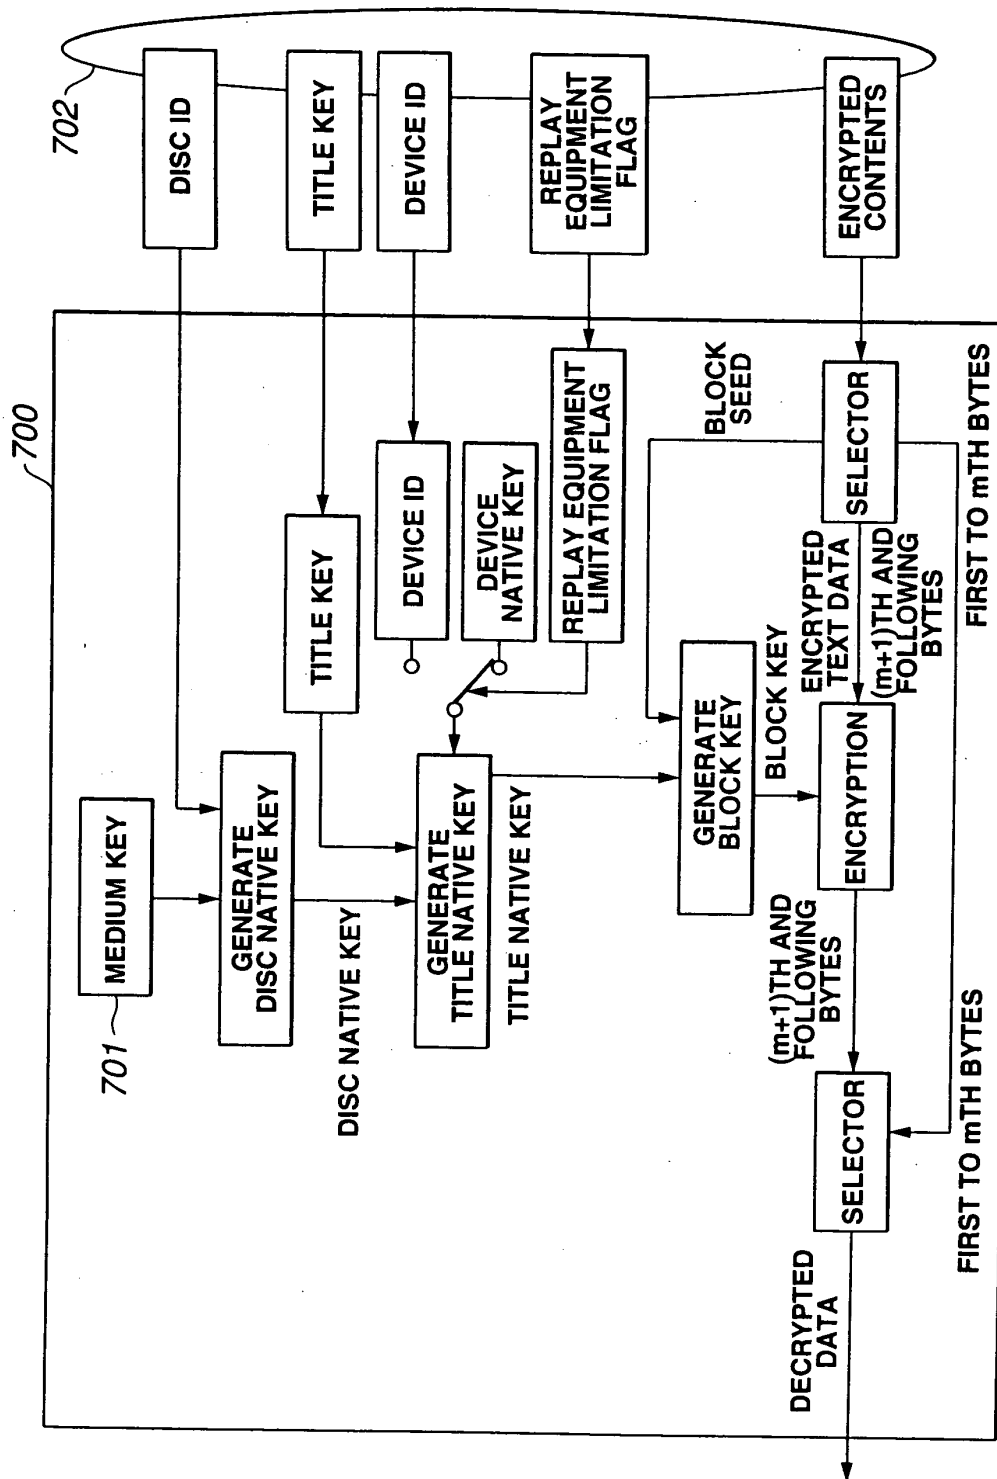 700
702
701
MEDIUM KEY
GENERATE
DISC NATIVE KEY
DISC NATIVE KEY
DISC ID
TITLE KEY
TITLE KEY
GENERATE
TITLE NATIVE KEY
TITLE NATIVE KEY
DEVICE ID
DEVICE ID
DEVICE
NATIVE KEY
REPLAY EQUIPMENT
LIMITATION FLAG
REPLAY
EQUIPMENT
LIMITATION
FLAG
GENERATE
BLOCK KEY
BLOCK KEY
BLOCK
SEED
DECRYPTED
DATA
SELECTOR
(m+1)TH AND
FOLLOWING
BYTES
ENCRYPTION
ENCRYPTED
TEXT DATA
(m+1)TH AND
FOLLOWING
BYTES
SELECTOR
ENCRYPTED
CONTENTS
FIRST TO mTH BYTES
FIRST TO mTH BYTES